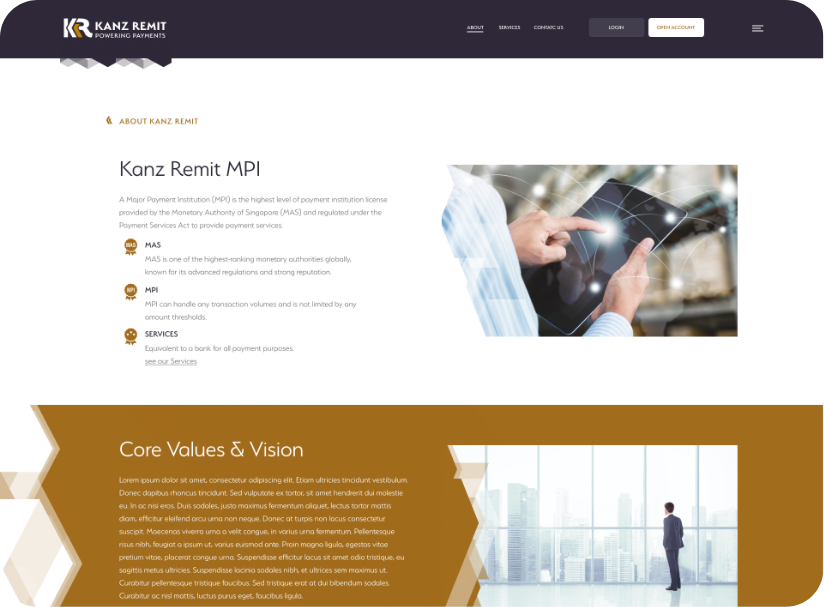 KANZ REMIT
POWERING PAYMENTS
ABOUT
SERVICES
CONTATC US
LOGIN
OPEN ACCOUNT
ABOUT KANZ REMIT
Kanz Remit MPI
A Major Payment Institution (MPI) is the highest level of payment institution license
provided by the Monetary Authority of Singapore (MAS) and regulated under the
Payment Services Act to provide payment services.
MAS
MAS
MAS is one of the highest-ranking monetary authorities globally,
known for its advanced regulations and strong reputation.
MPI
MPI
MPI can handle any transaction volumes and is not limited by any
amount thresholds.
SERVICES
Equivalent to a bank for all payment purposes.
see our Services
Core Values & Vision
Lorem ipsum dolor sit amet, consectetur adipiscing elit. Etiam ultricies tincidunt vestibulum.
Donec dapibus rhoncus tincidunt. Sed vulputate ex tortor, sit amet hendrerit dui molestie
eu. In ac nisi eros. Duis sodales, justo maximus fermentum aliquet, lectus tortor mattis
diam, efficitur eleifend arcu urna non neque. Donec at turpis non lacus consectetur
suscipit. Maecenas viverra urna a velit congue, in varius urna fermentum. Pellentesque
risus nibh, feugiat a ipsum ut, varius euismod ante. Proin magna ligula, egestas vitae
pretium vitae, placerat congue urna. Suspendisse efficitur lacus sit amet odio tristique, eu
sagittis metus ultricies. Suspendisse lacinia sodales nibh, et ultrices sem maximus ut.
Curabitur pellentesque tristique faucibus. Sed tristique erat at dui bibendum sodales.
Curabitur ac nisl mattis, luctus purus eget, faucibus ligula.